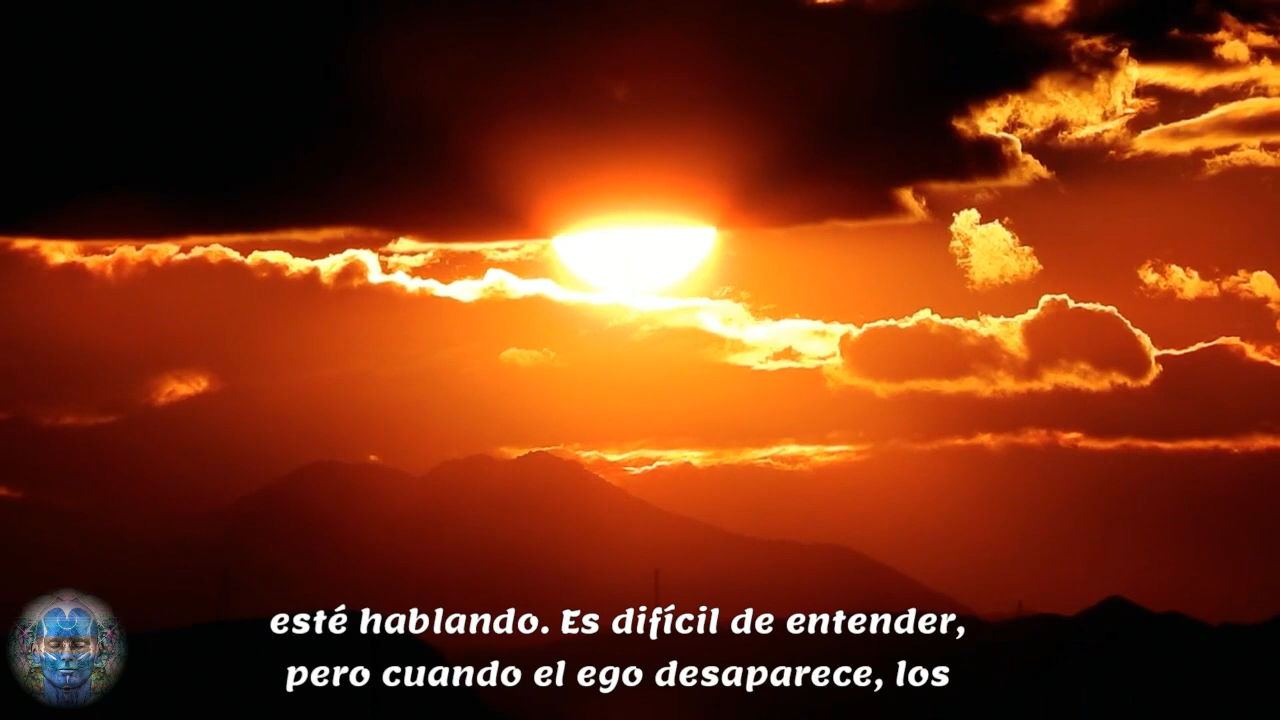 esté hablando. Es difícil de entender,
pero cuando el ego desaparece, los